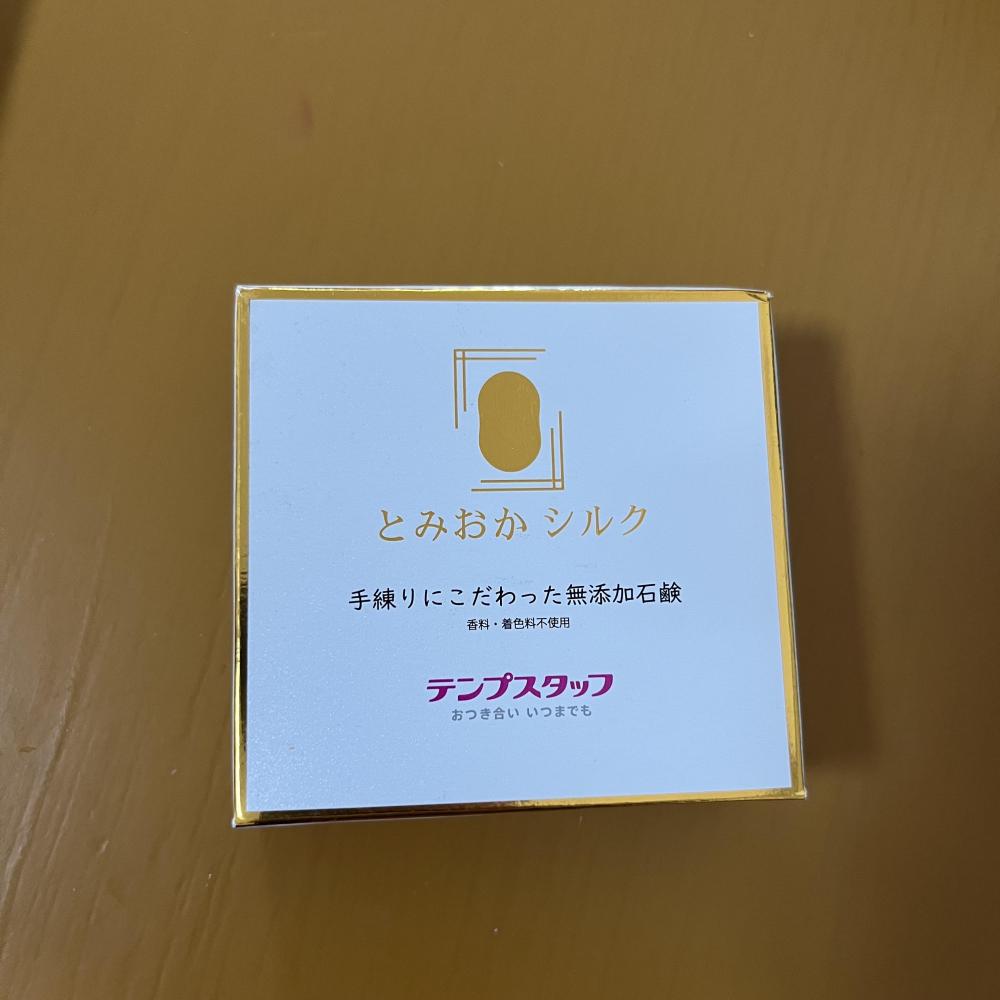 とみおか シルク
手練りにこだわった無添加石鹸
香料・着色料不使用
テンプスタッフ
おつき合い いつまでも